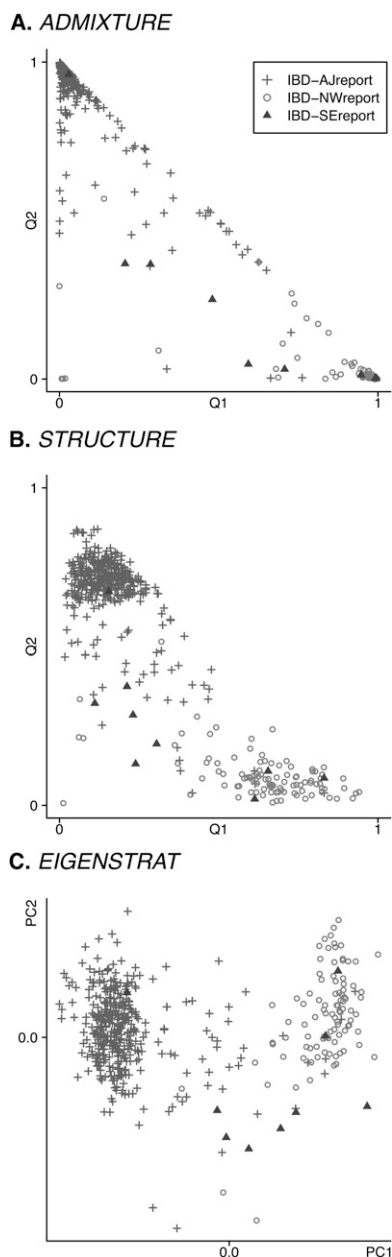 A. ADMIXTURE
1
IBD-AJreport
IBD-NWreport
IBD-SEreport
Q2
0
0
Q1
1
B. STRUCTURE
1
Q2
0
0
Q1
1
C. EIGENSTRAT
PC2
0.0
0.0
PC1